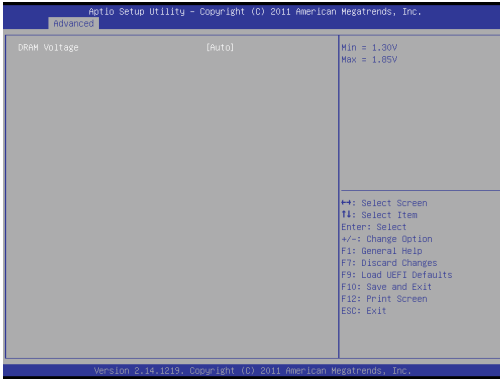 Aptio Setup Utility – Copyright (C) 2011 American Megatrends, Inc.
Advanced
DRAM Voltage [Auto]
Min = 1.30V
Max = 1.85V
↔: Select Screen
↑↓: Select Item
Enter: Select
+/-: Change Option
F1: General Help
F7: Discard Changes
F9: Load UEFI Defaults
F10: Save and Exit
F12: Print Screen
ESC: Exit
Version 2.14.1219. Copyright (C) 2011 American Megatrends, Inc.